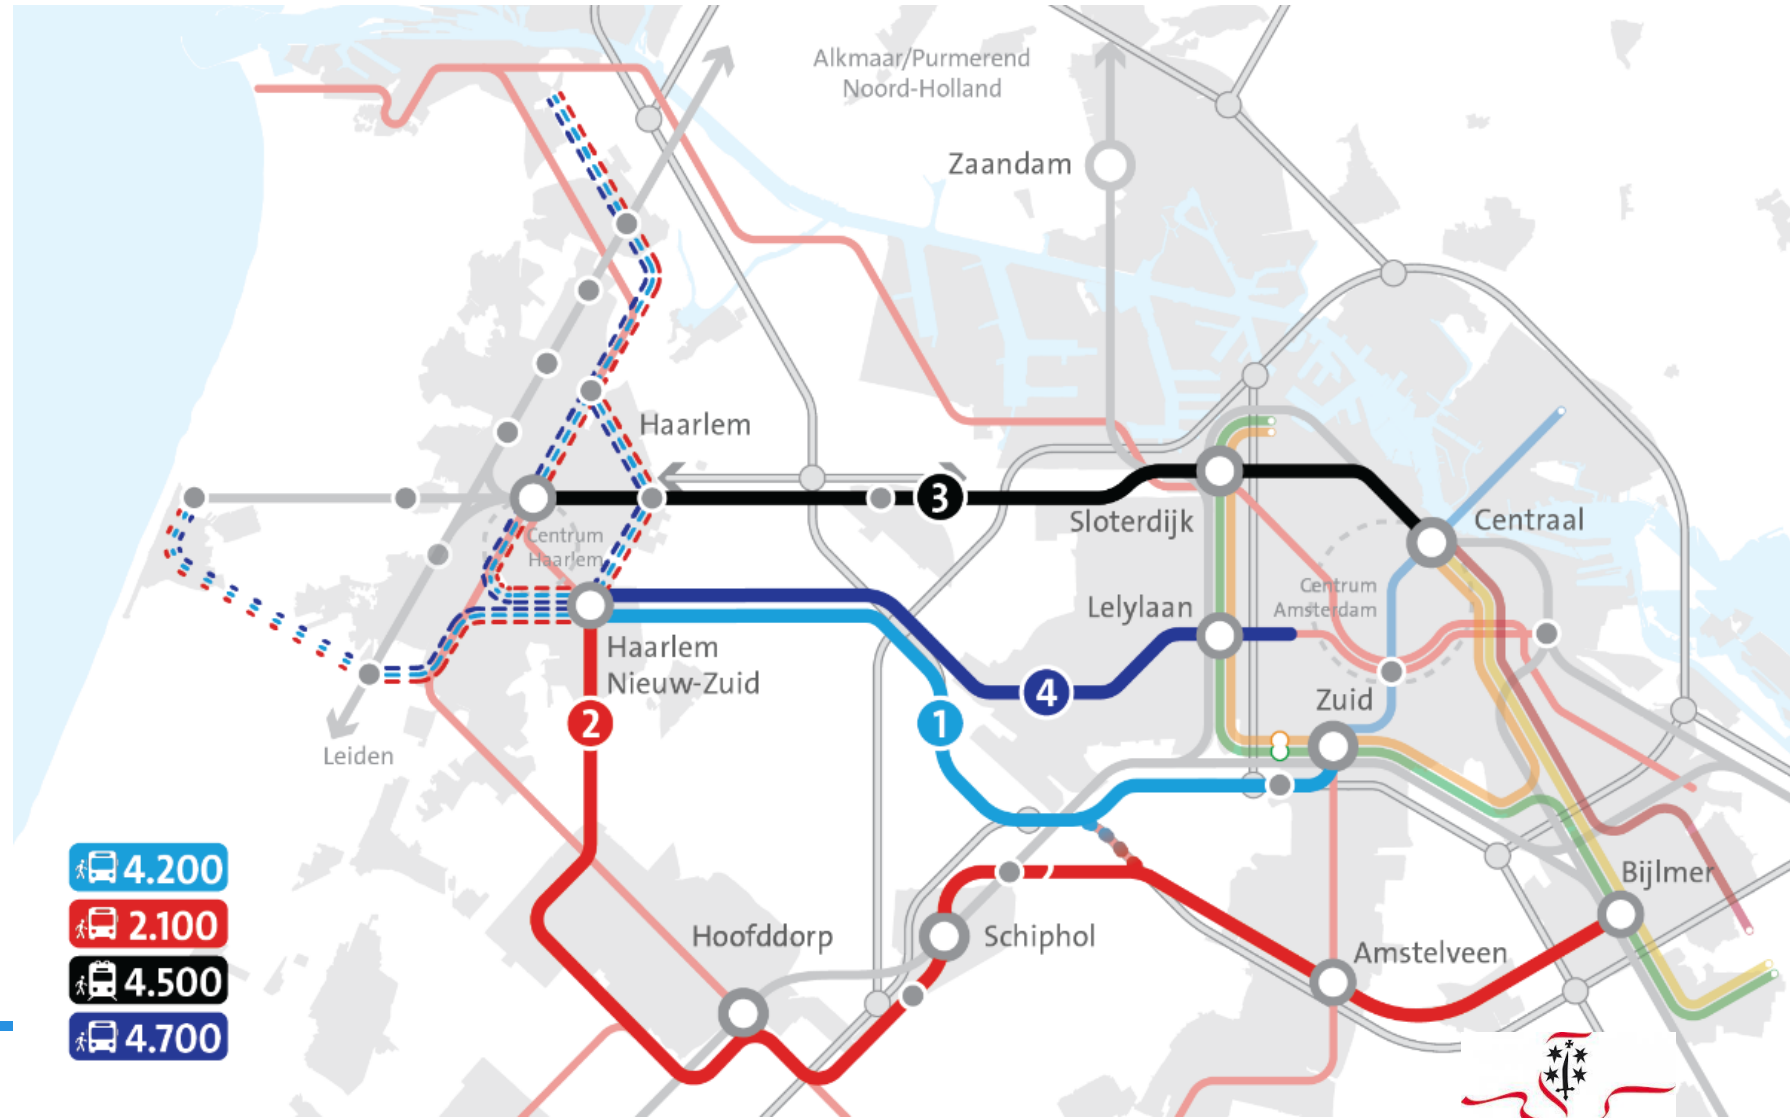 Alkmaar/Purmerend
Noord-Holland
Zaandam
Haarlem
3
Sloterdijk
Centraal
Centrum
Haarlem
Centrum
Amsterdam
Lelylaan
Haarlem
Nieuw-Zuid
4
Zuid
2
1
Leiden
4.200
2.100
4.500
4.700
Hoofddorp
Schiphol
Bijlmer
Amstelveen